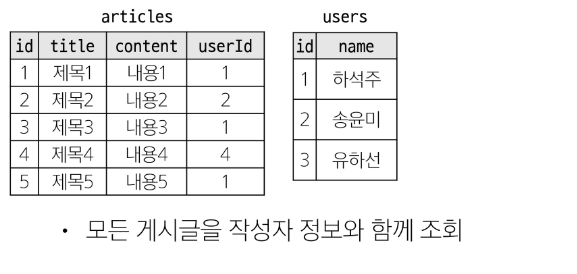 articles
id title content userId
1 제목1 내용1 1
2 제목2 내용2 2
3 제목3 내용3 1
4 제목4 내용4 4
5 제목5 내용5 1
users
id name
1 하석주
2 송윤미
3 유하선
• 모든 게시글을 작성자 정보와 함께 조회